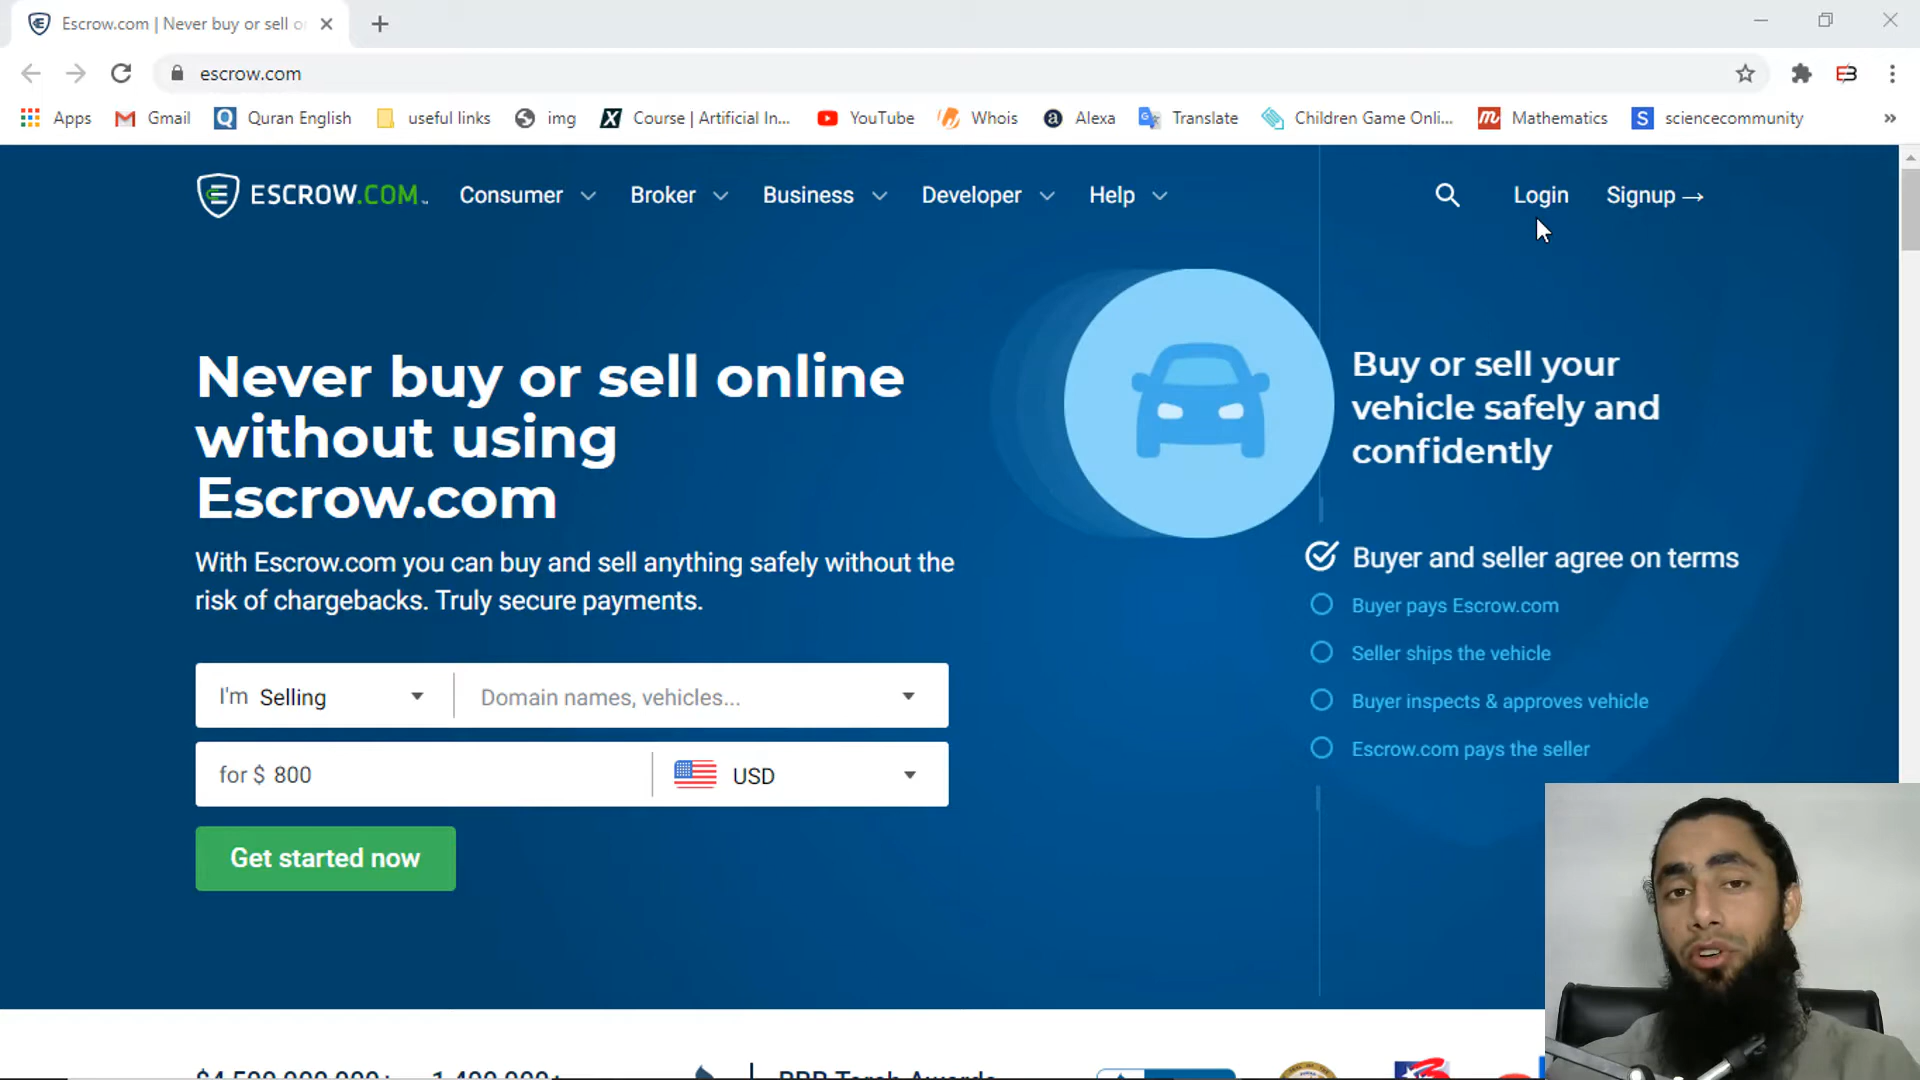 Escrow.com | Never buy or sell o
escrow.com
Apps
Gmail
Quran English
useful links
img
Course | Artificial In...
YouTube
Whois
Alexa
Translate
Children Game Onli...
Mathematics
sciencecommunity
»
ESCROW.COM
Consumer
Broker
Business
Developer
Help
Login
Signup →
Never buy or sell online
without using
Escrow.com
With Escrow.com you can buy and sell anything safely without the
risk of chargebacks. Truly secure payments.
I'm Selling
Domain names, vehicles...
for $ 800
USD
Get started now
Buy or sell your
vehicle safely and
confidently
Buyer and seller agree on terms
Buyer pays Escrow.com
Seller ships the vehicle
Buyer inspects & approves vehicle
Escrow.com pays the seller